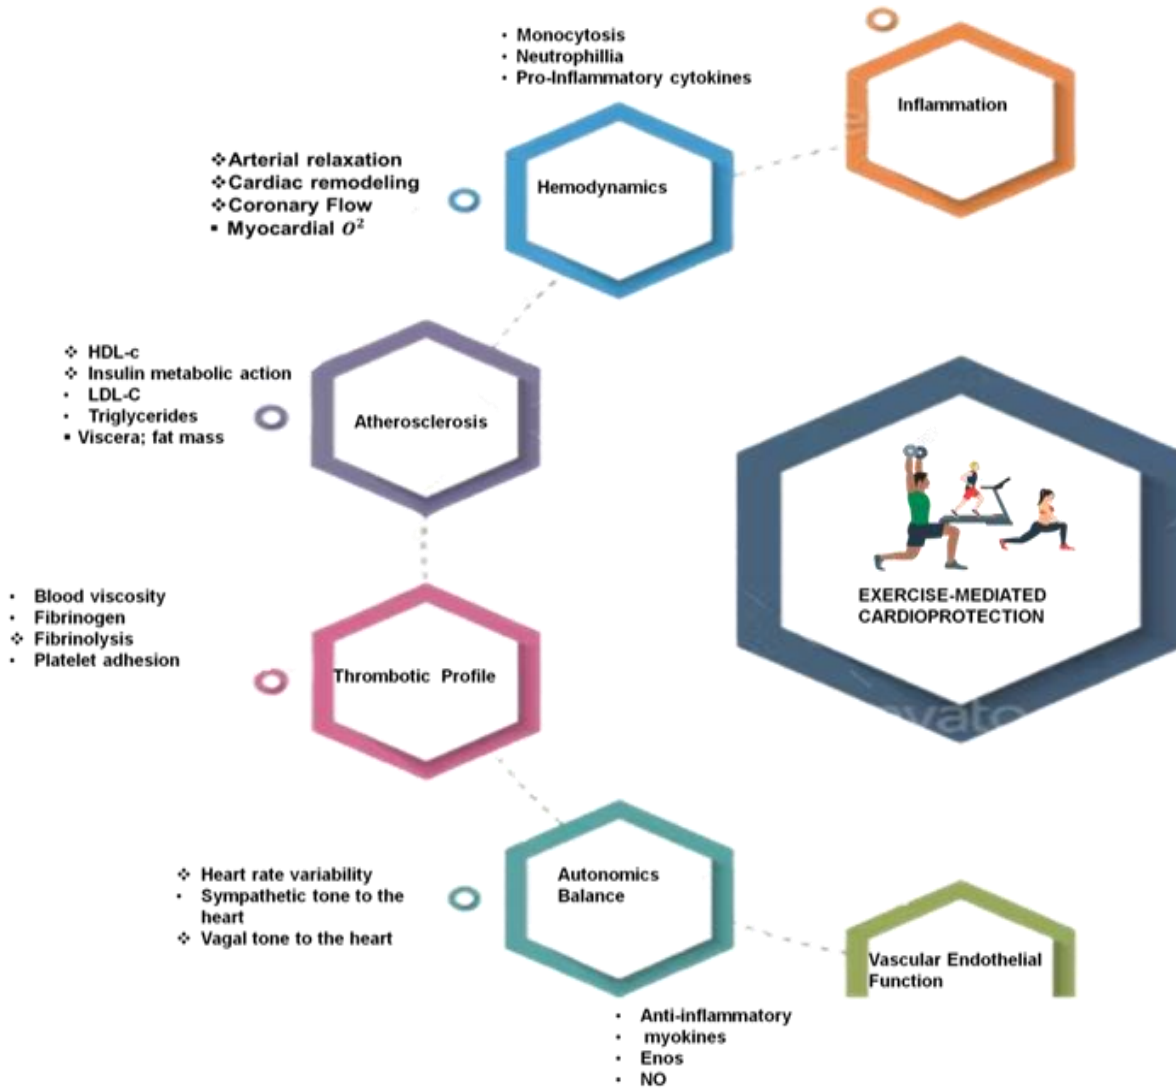 • Monocytosis
• Neutrophillia
• Pro-Inflammatory cytokines
Inflammation
❖Arterial relaxation
❖Cardiac remodeling
❖Coronary Flow
▪ Myocardial O²
Hemodynamics
❖ HDL-c
❖ Insulin metabolic action
• LDL-C
• Triglycerides
▪ Viscera; fat mass
Atherosclerosis
EXERCISE-MEDIATED
CARDIOPROTECTION
• Blood viscosity
• Fibrinogen
❖ Fibrinolysis
• Platelet adhesion
Thrombotic Profile
❖ Heart rate variability
• Sympathetic tone to the
heart
❖ Vagal tone to the heart
Autonomics
Balance
Vascular Endothelial
Function
• Anti-inflammatory
• myokines
• Enos
• NO